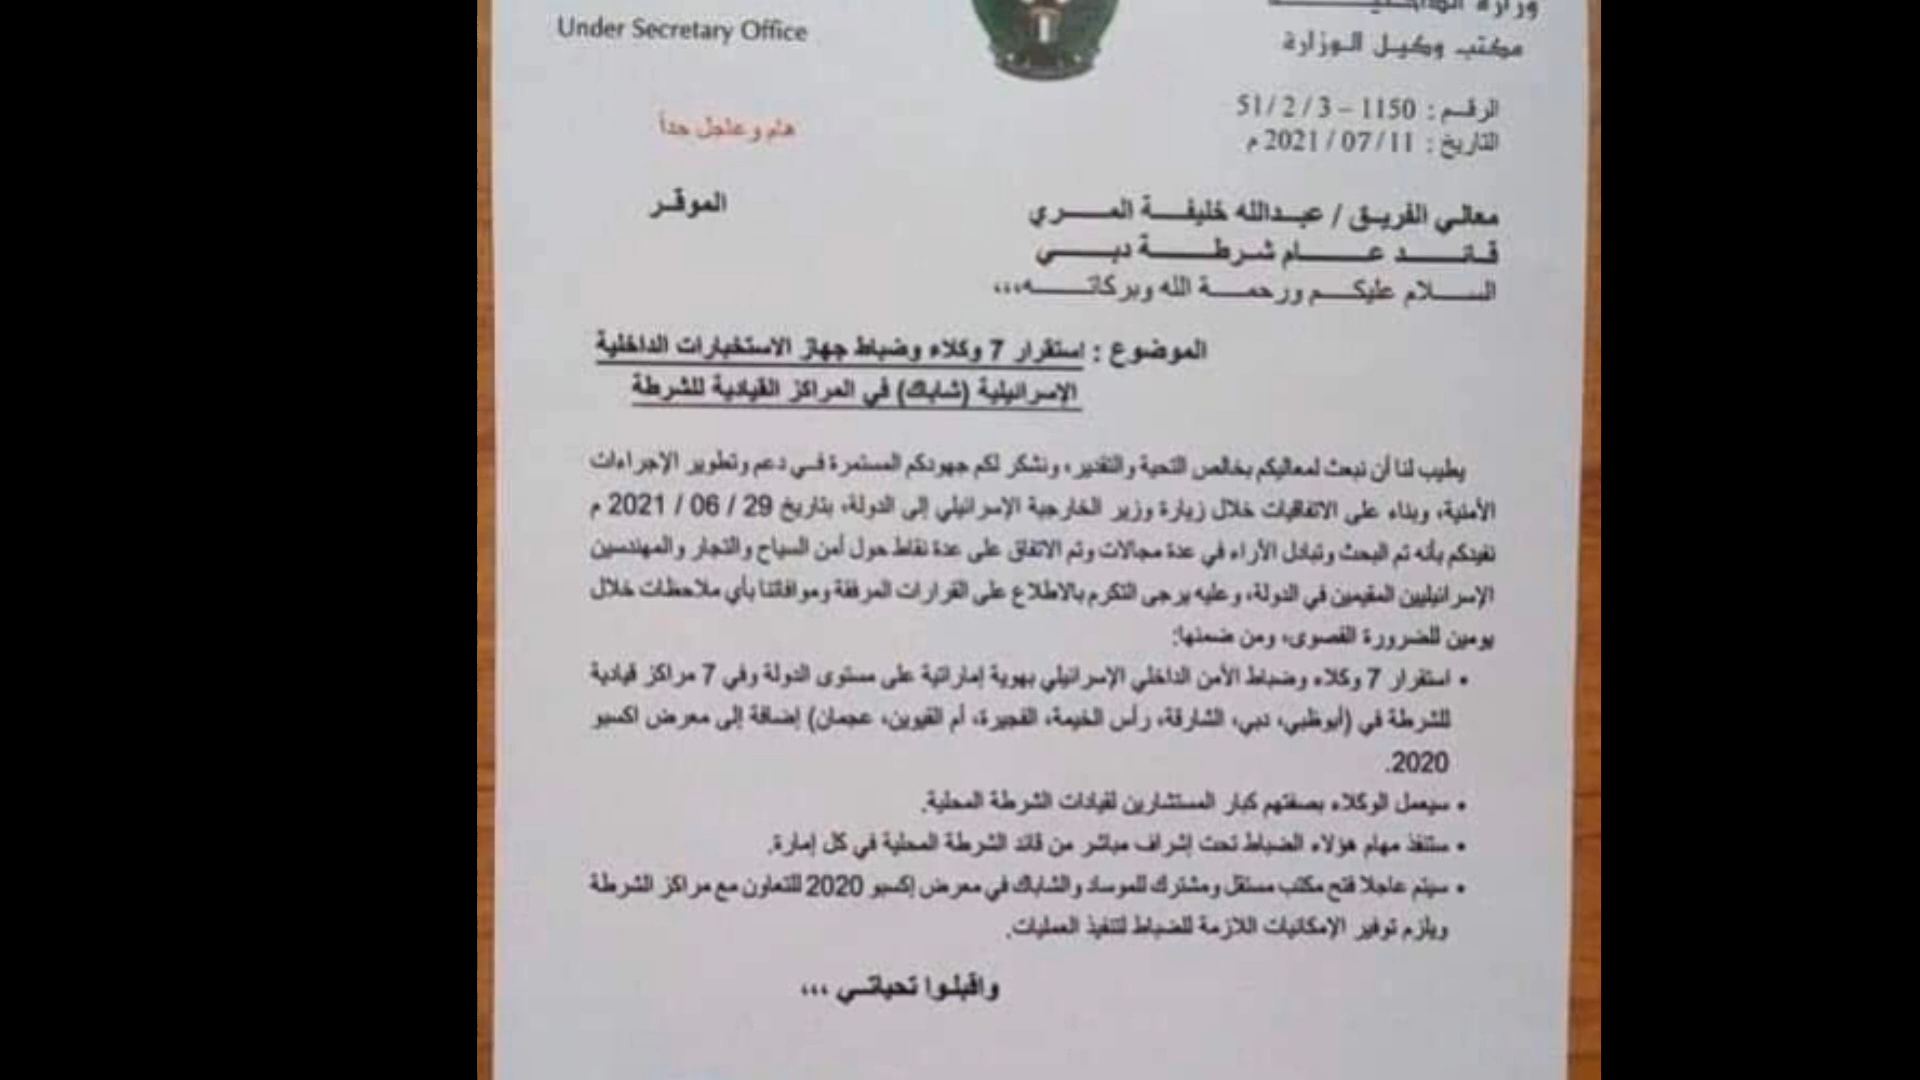 Under Secretary Office
وزارة الداخلية
مكتب وكيل الوزارة
الرقم : 1150 – 3 / 2 / 51
التاريخ : 11 / 07 / 2021 م
هام وعاجل جداً
معالي الفريق / عبدالله خليفة المري
الموقر
قائد عام شرطة دبي
السلام عليكم ورحمة الله وبركاته،،،
الموضوع : استقرار 7 وكلاء وضباط جهاز الاستخبارات الداخلية
الإسرائيلية (شاباك) في المراكز القيادية للشرطة
يطيب لنا أن نبعث لمعاليكم بخالص التحية والتقدير، ونشكر لكم جهودكم المستمرة في دعم وتطوير الإجراءات
الأمنية، وبناء على الاتفاقيات خلال زيارة وزير الخارجية الإسرائيلي إلى الدولة، بتاريخ 29 / 06 / 2021 م
نفيدكم بأنه تم البحث وتبادل الأراء في عدة مجالات وتم الاتفاق على عدة نقاط حول أمن السياح والتجار والمهندسين
الإسرائيليين المقيمين في الدولة، وعليه يرجى التكرم بالاطلاع على القرارات المرفقة وموافاتنا بأي ملاحظات خلال
يومين للضرورة القصوى، ومن ضمنها:
• استقرار 7 وكلاء وضباط الأمن الداخلي الإسرائيلي بهوية إماراتية على مستوى الدولة وفي 7 مراكز قيادية
للشرطة في (أبوظبي، دبي، الشارقة، رأس الخيمة، الفجيرة، أم القيوين، عجمان) إضافة إلى معرض اكسبو
2020.
• سيعمل الوكلاء بصفتهم كبار المستشارين لقيادات الشرطة المحلية.
• ستنفذ مهام هؤلاء الضباط تحت إشراف مباشر من قائد الشرطة المحلية في كل إمارة.
• سيتم عاجلا فتح مكتب مستقل ومشترك للموساد والشاباك في معرض إكسبو 2020 للتعاون مع مراكز الشرطة
ويلزم توفير الإمكانيات اللازمة للضباط لتنفيذ العمليات.
واقبلوا تحياتي ،،،